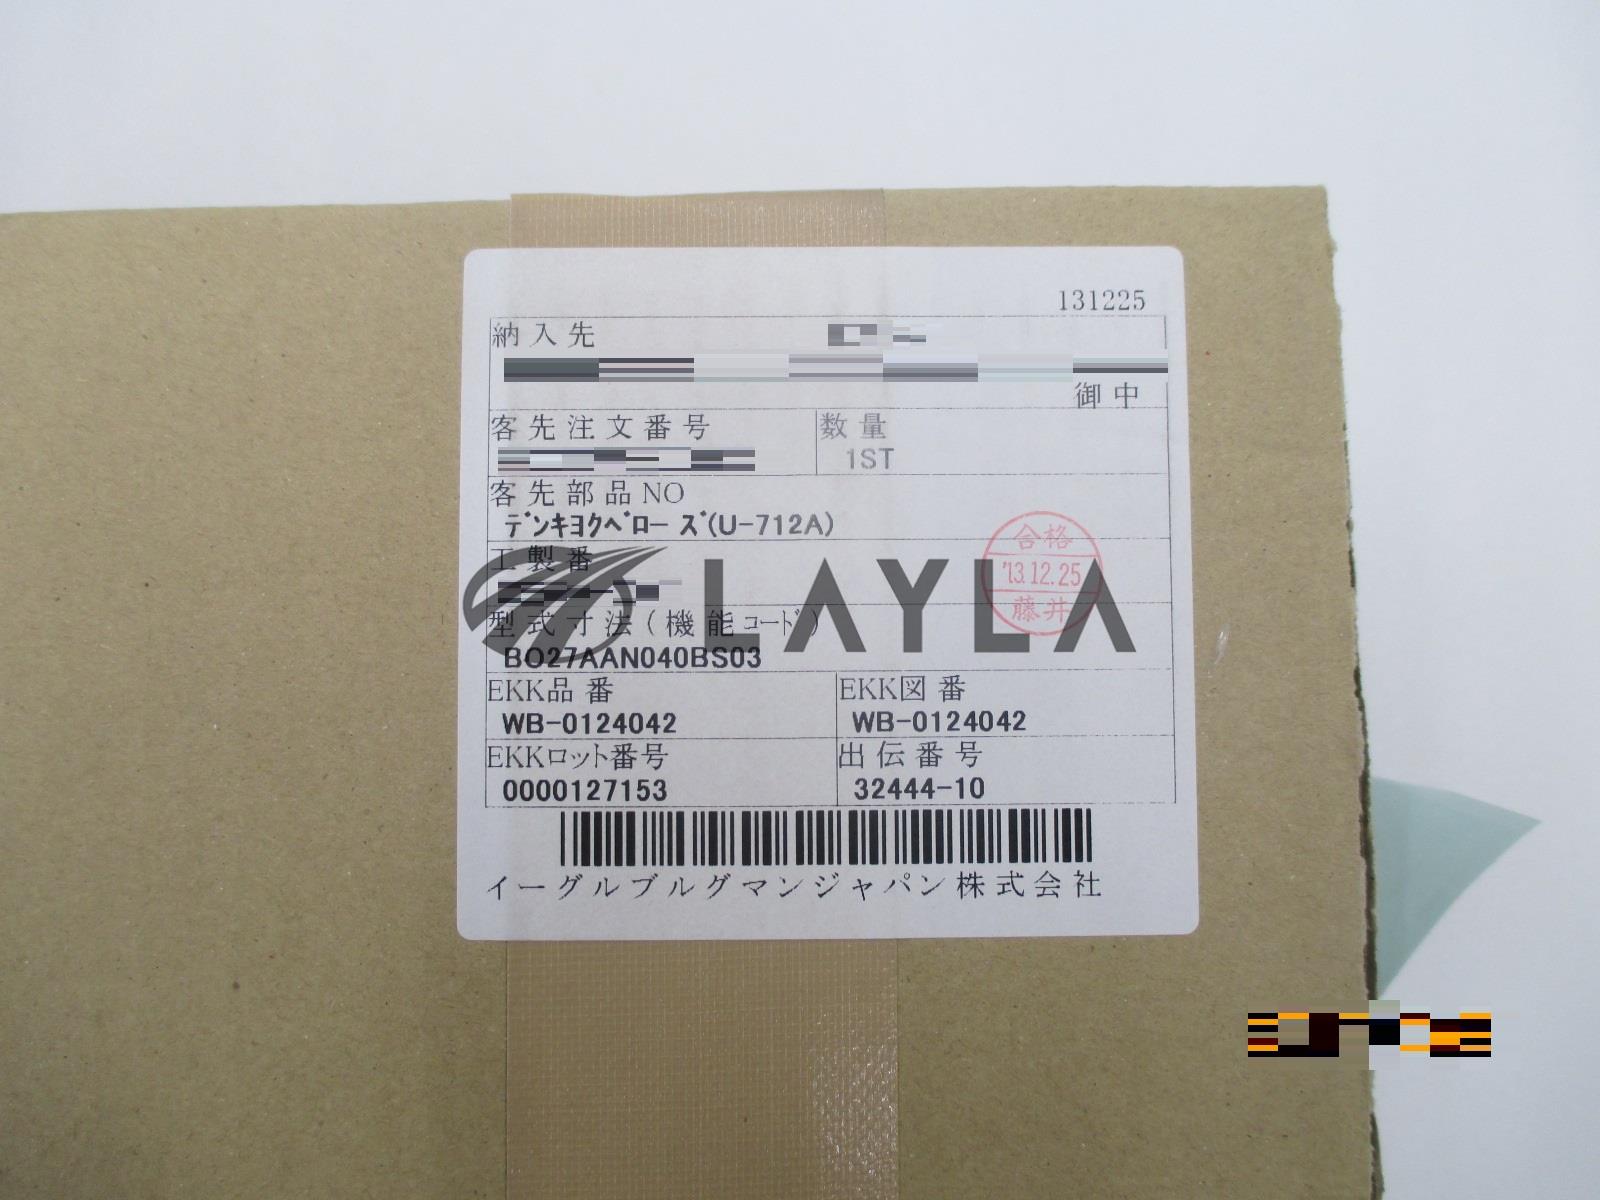 131225
納入先
御中
客先注文番号
数量
1ST
客先部品NO
ﾃﾞﾝｷﾖｸﾍﾞﾛｰ ｽﾞ(U-712A)
工製番
合格
'13.12.25
藤井
LAYLA
型式寸法(機能ｺｰﾄﾞ)
BO27AAN040BS03
EKK品番
EKK図番
WB-0124042
WB-0124042
EKKロット番号
出伝番号
0000127153
32444-10
イーグルブルグマンジャパン株式会社